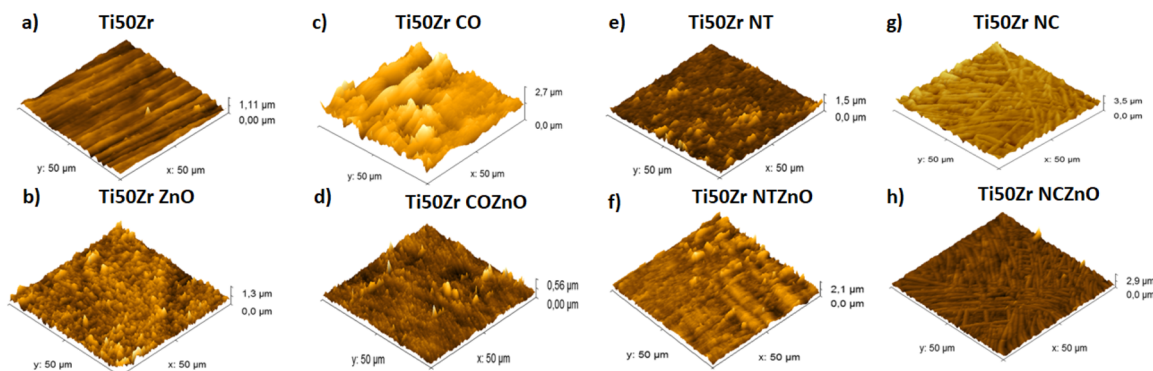 a) Ti50Zr
1,11 µm
0,00 µm
y: 50 µm
x: 50 µm
c) Ti50Zr CO
2,7 µm
0,0 µm
y: 50 µm
x: 50 µm
e) Ti50Zr NT
1,5 µm
0,0 µm
y: 50 µm
x: 50 µm
g) Ti50Zr NC
3,5 µm
0,0 µm
y: 50 µm
x: 50 µm
b) Ti50Zr ZnO
1,3 µm
0,0 µm
y: 50 µm
x: 50 µm
d) Ti50Zr COZnO
0,56 µm
0,00 µm
y: 50 µm
x: 50 µm
f) Ti50Zr NTZnO
2,1 µm
0,0 µm
y: 50 µm
x: 50 µm
h) Ti50Zr NCZnO
2,9 µm
0,0 µm
y: 50 µm
x: 50 µm